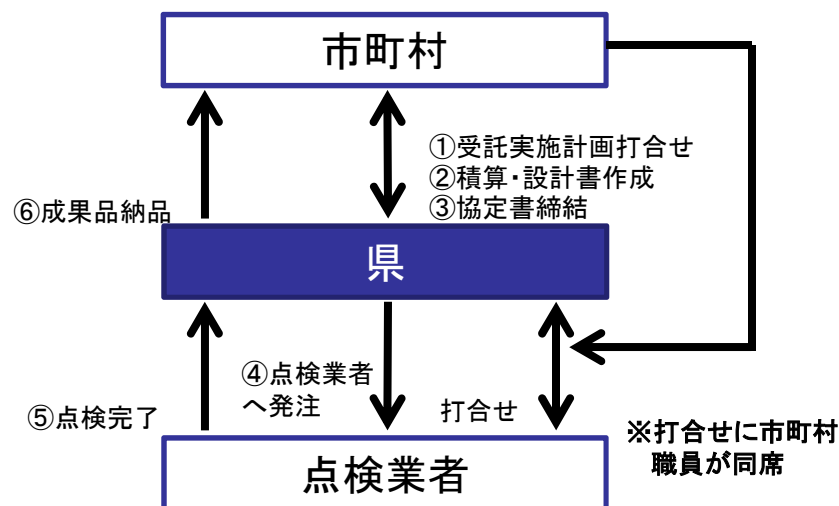 市町村
①受託実施計画打合せ
②積算・設計書作成
③協定書締結
⑥成果品納品
県
④点検業者
へ発注
打合せ
⑤点検完了
※打合せに市町村
職員が同席
点検業者